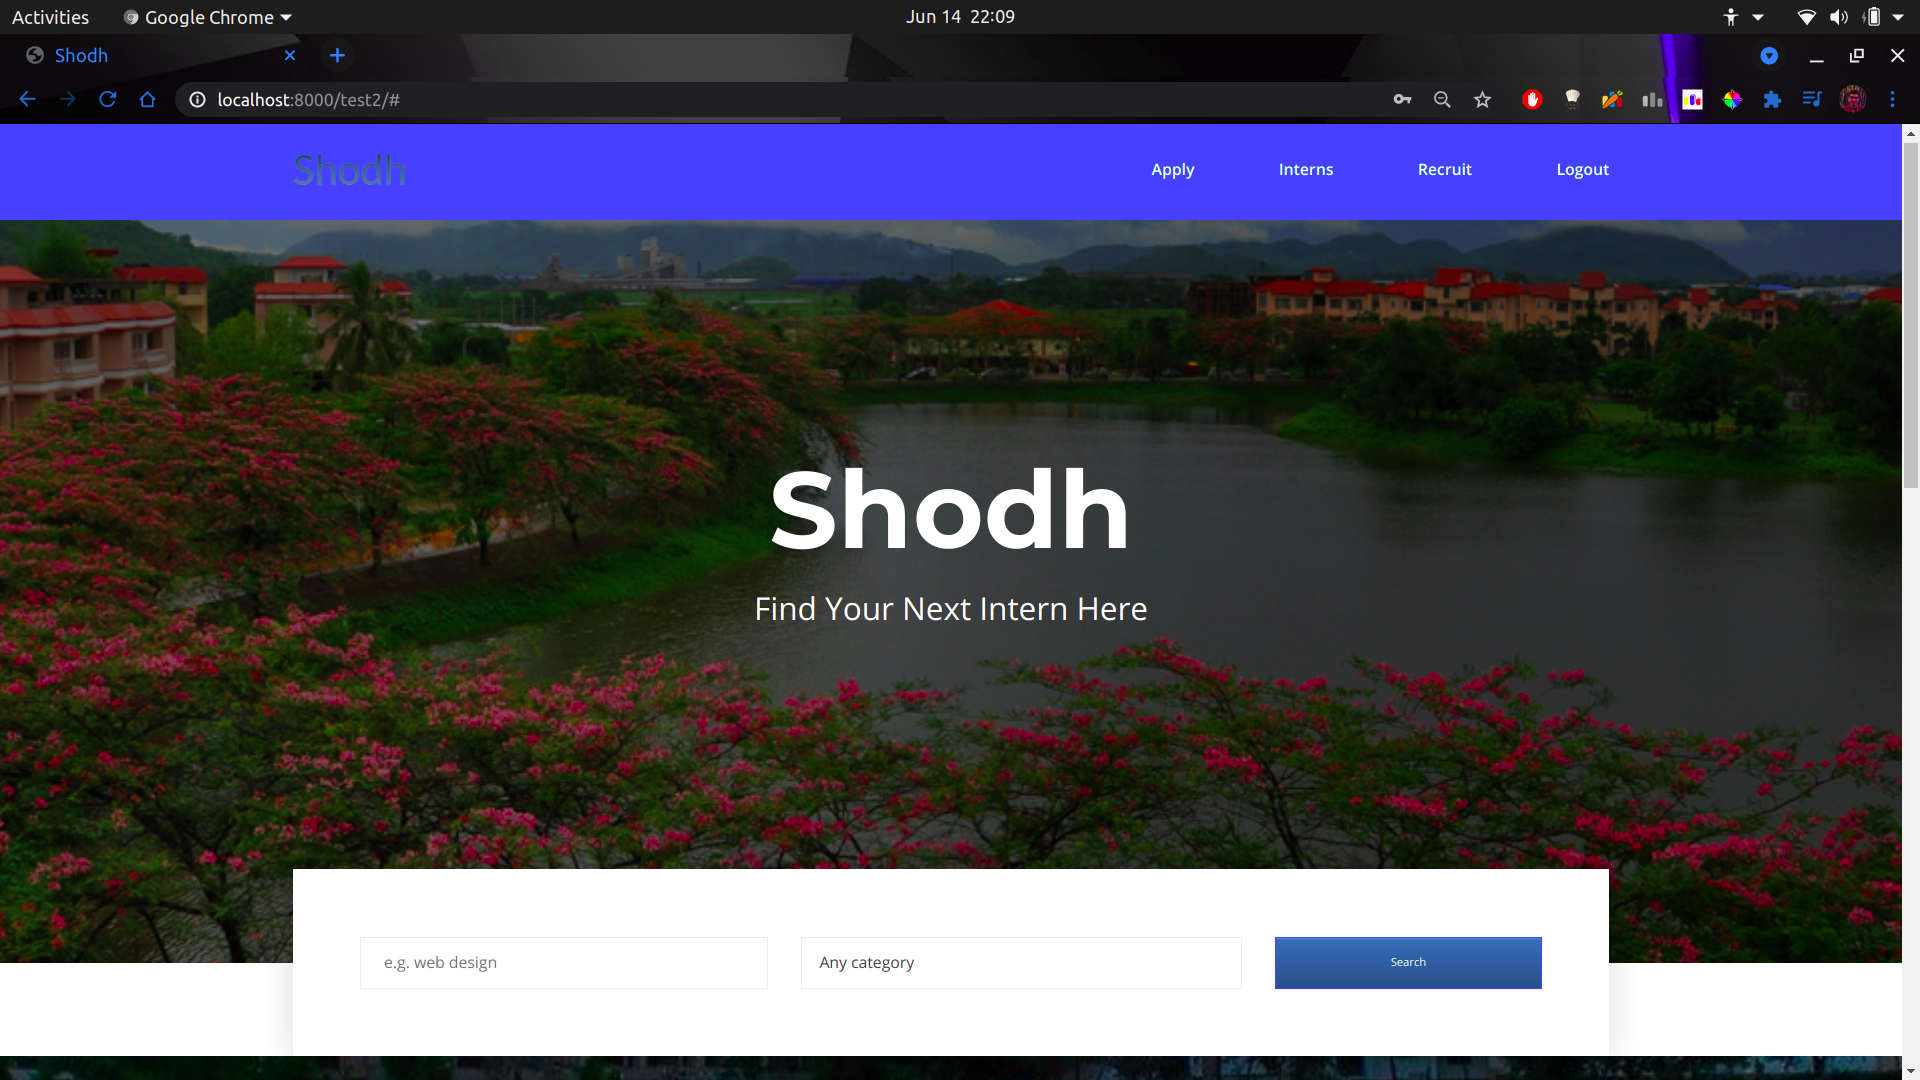 Activities Google Chrome Jun 14 22:09
Shodh
localhost:8000/test2/#
Shodh Apply Interns Recruit Logout
Shodh
Find Your Next Intern Here
e.g. web design Any category Search